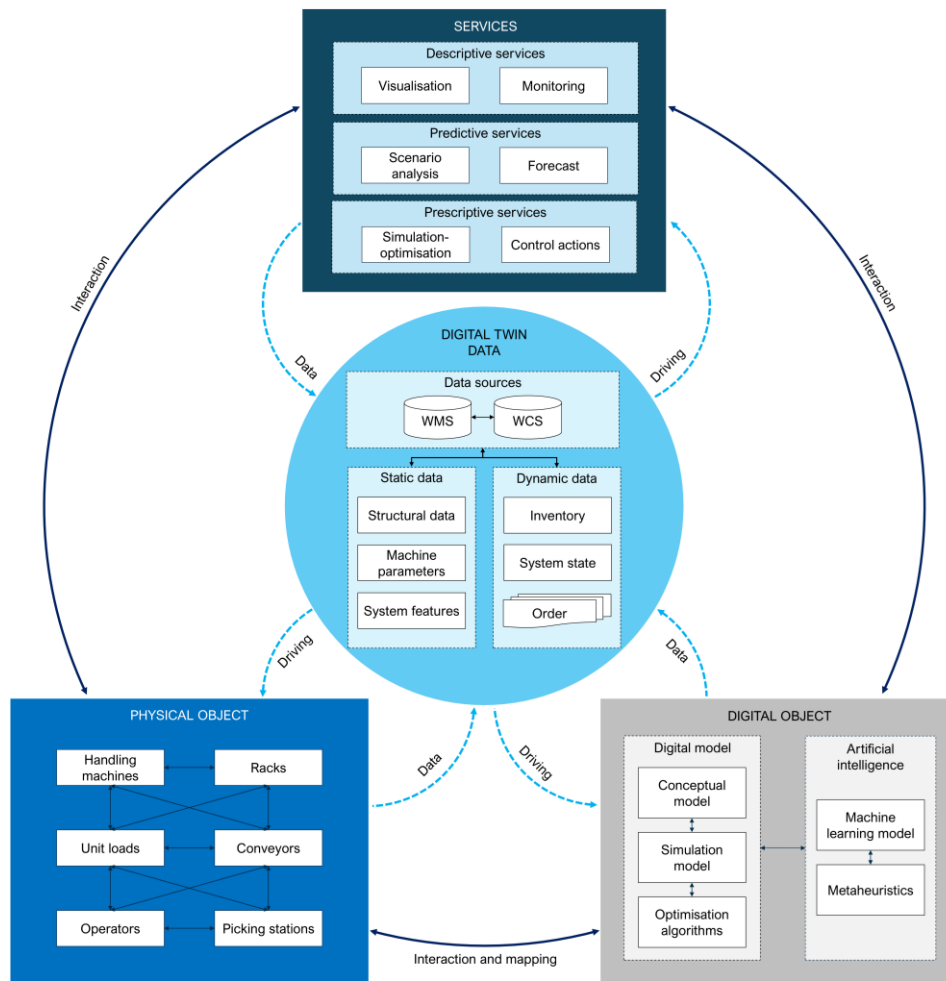 SERVICES
Descriptive services
Visualisation
Monitoring
Predictive services
Scenario
analysis
Forecast
Prescriptive services
Simulation-
optimisation
Control actions
Interaction
Interaction
Data
Driving
DIGITAL TWIN
DATA
Data sources
WMS
WCS
Static data
Structural data
Machine
parameters
System features
Dynamic data
Inventory
System state
Order
Driving
Data
Data
Driving
PHYSICAL OBJECT
Handling
machines
Racks
Unit loads
Conveyors
Operators
Picking stations
DIGITAL OBJECT
Digital model
Conceptual
model
Simulation
model
Optimisation
algorithms
Artificial
intelligence
Machine
learning model
Metaheuristics
Interaction and mapping